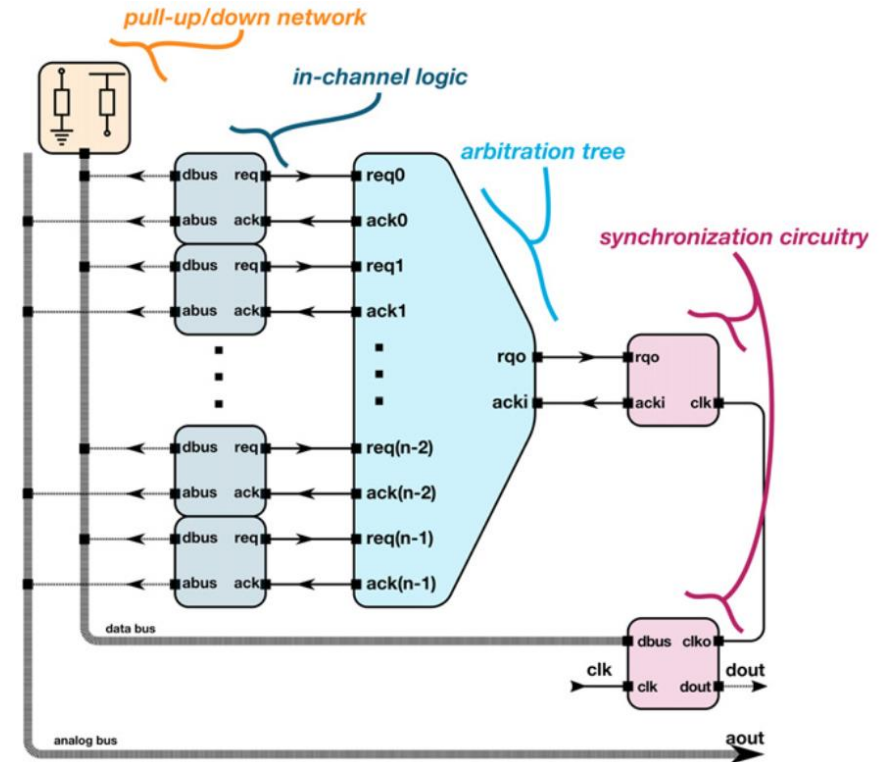 pull-up/down network
in-channel logic
arbitration tree
synchronization circuitry
dbus req
abus ack
dbus req
abus ack
dbus req
abus ack
dbus req
abus ack
req0
ack0
req1
ack1
req(n-2)
ack(n-2)
req(n-1)
ack(n-1)
rqo
acki
rqo
acki clk
data bus
dbus clko
clk
clk dout
dout
analog bus
aout